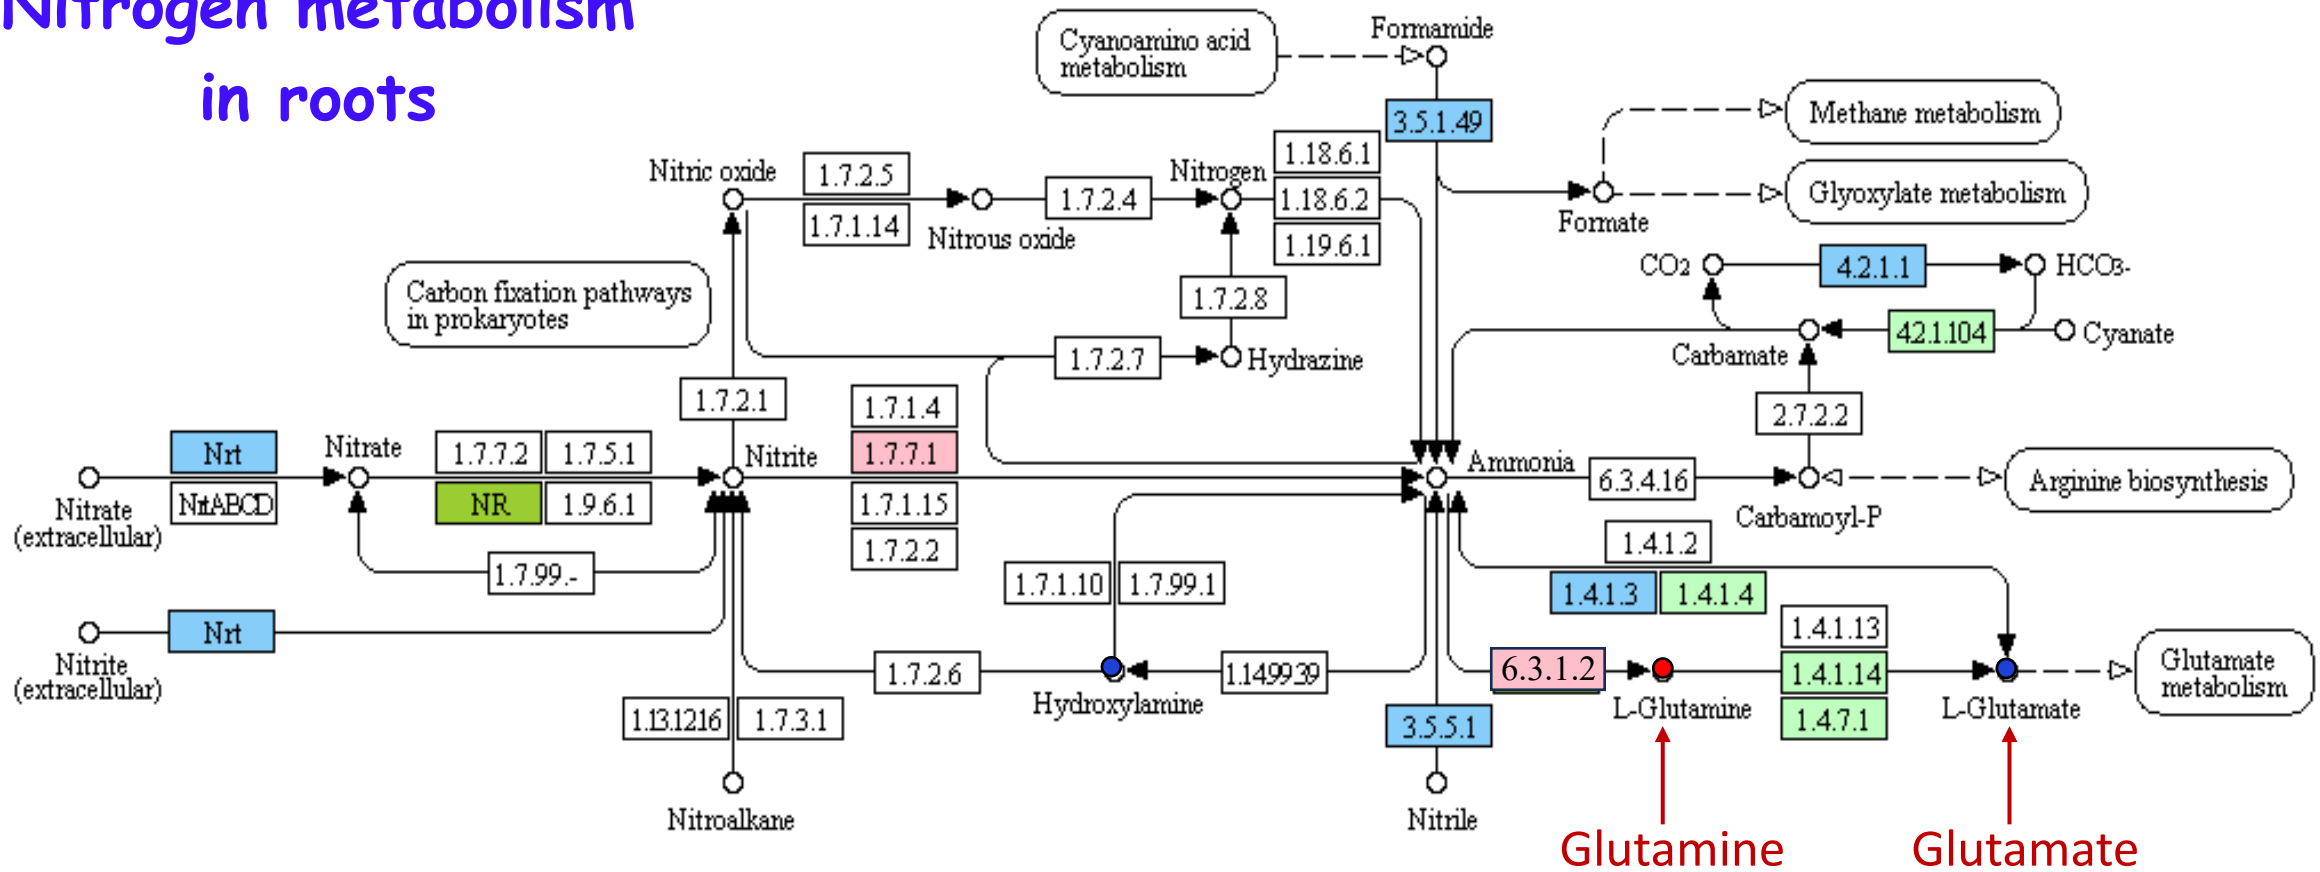 Nitrogen metabolism
in roots
Cyanoamino acid
metabolism
Formamide
3.5.1.49
Methane metabolism
Glyoxylate metabolism
Formate
Nitric oxide
1.7.2.5
1.7.1.14
Nitrous oxide
1.7.2.4
Nitrogen
1.18.6.1
1.18.6.2
1.19.6.1
CO2
4.2.1.1
HCO3-
Carbon fixation pathways
in prokaryotes
1.7.2.8
1.7.2.7
Hydrazine
Carbamate
4.2.1.104
Cyanate
1.7.2.1
2.7.2.2
Nrt
NrtABCD
Nitrate
(extracellular)
Nitrate
1.7.7.2
1.7.5.1
NR
1.9.6.1
1.7.99.-
Nitrite
1.7.1.4
1.7.7.1
1.7.1.15
1.7.2.2
Ammonia
6.3.4.16
Carbamoyl-P
Arginine biosynthesis
1.4.1.2
1.4.1.3
1.4.1.4
1.7.1.10
1.7.99.1
Nrt
Nitrite
(extracellular)
1.7.2.6
Hydroxylamine
1.14.99.39
6.3.1.2
L-Glutamine
1.4.1.13
1.4.1.14
1.4.7.1
L-Glutamate
Glutamate
metabolism
1.13.12.16
1.7.3.1
Nitroalkane
3.5.5.1
Nitrile
Glutamine
Glutamate